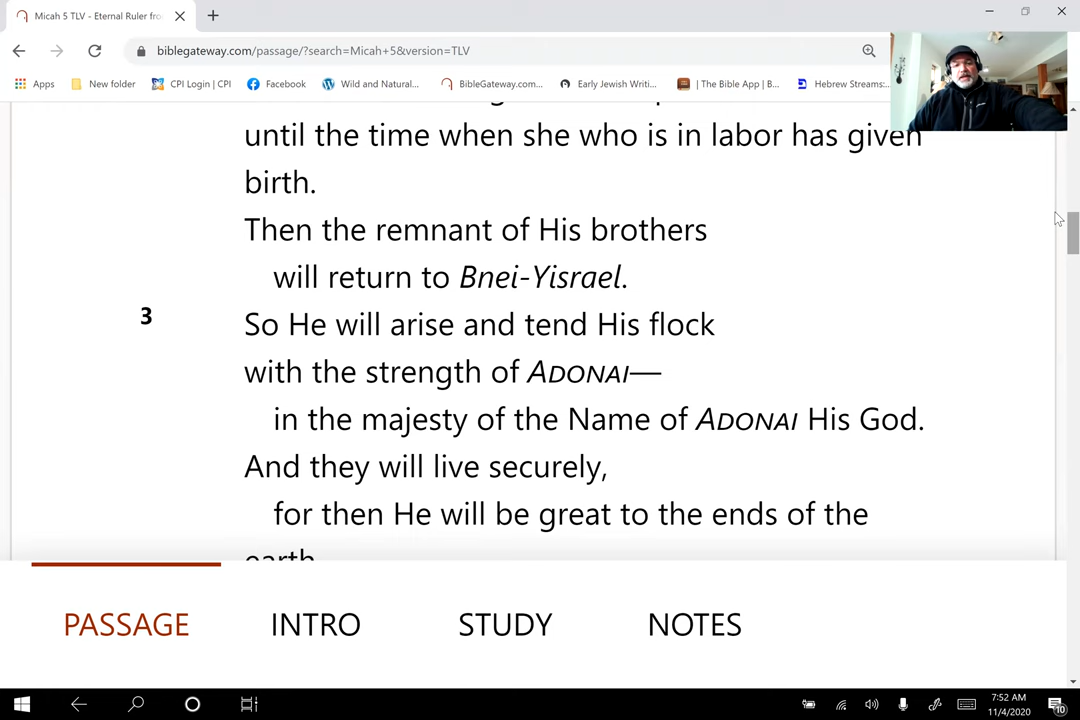 Micah 5 TLV - Eternal Ruler fro
biblegateway.com/passage/?search=Micah+5&version=TLV
Apps New folder CPI Login | CPI Facebook Wild and Natural... BibleGateway.com... Early Jewish Writi... | The Bible App | B... Hebrew Streams:...
until the time when she who is in labor has given
birth.
Then the remnant of His brothers
will return to Bnei-Yisrael.
3 So He will arise and tend His flock
with the strength of ADONAI—
in the majesty of the Name of ADONAI His God.
And they will live securely,
for then He will be great to the ends of the
earth
PASSAGE INTRO STUDY NOTES
7:52 AM
11/4/2020
10